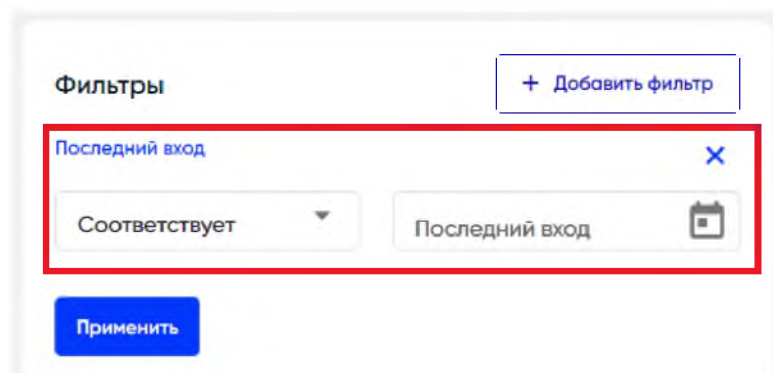 Фильтры
+ Добавить фильтр
Последний вход
Соответствует
Последний вход
Применить